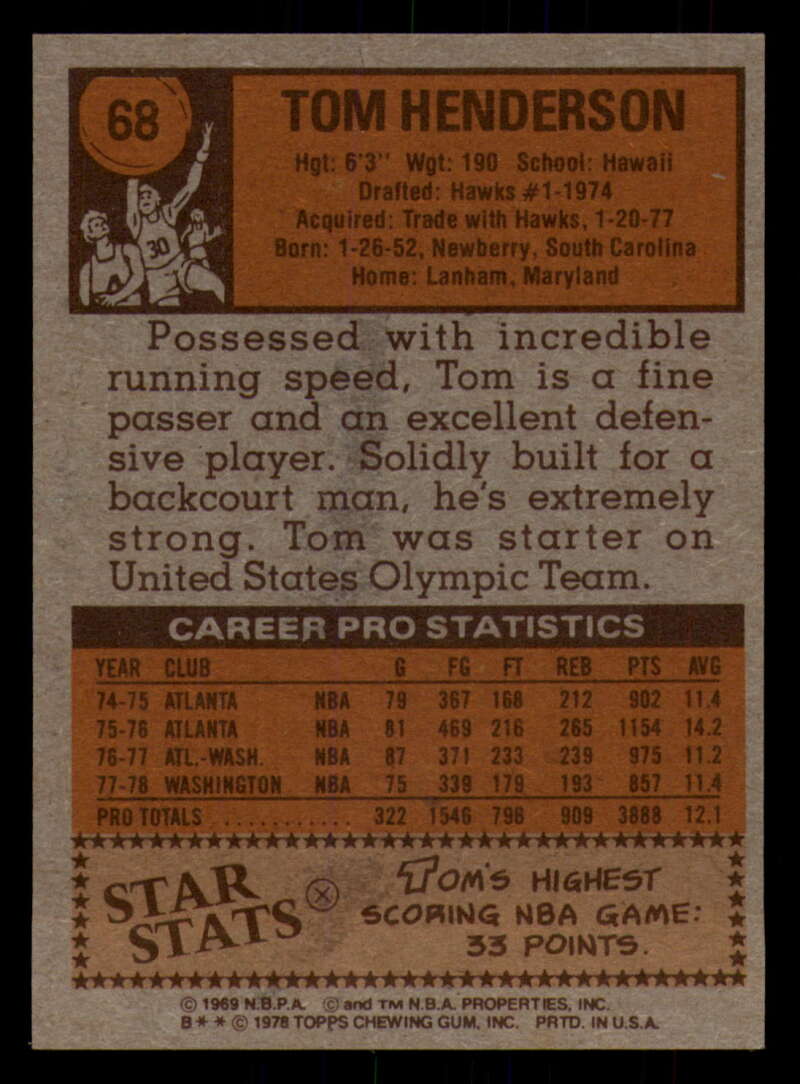 68
TOM HENDERSON
Hgt: 6'3" Wgt: 190 School: Hawaii
Drafted: Hawks #1-1974
Acquired: Trade with Hawks, 1-20-77
Born: 1-26-52, Newberry, South Carolina
Home: Lanham, Maryland
30
Possessed with incredible
running speed, Tom is a fine
passer and an excellent defen-
sive player. Solidly built for a
backcourt man, he's extremely
strong. Tom was starter on
United States Olympic Team.
CAREER PRO STATISTICS
YEAR CLUB G FG FT REB PTS AVG
74-75 ATLANTA NBA 79 367 168 212 902 11.4
75-76 ATLANTA NBA 81 469 216 265 1154 14.2
76-77 ATL.-WASH. NBA 87 371 233 239 975 11.2
77-78 WASHINGTON NBA 75 339 179 193 857 11.4
PRO TOTALS ............ 322 1546 796 909 3888 12.1
STAR STATS
TOM'S HIGHEST
SCORING NBA GAME:
33 POINTS.
© 1969 N.B.P.A. © and TM N.B.A. PROPERTIES, INC.
B * * © 1978 TOPPS CHEWING GUM, INC. PRTD. IN U.S.A.